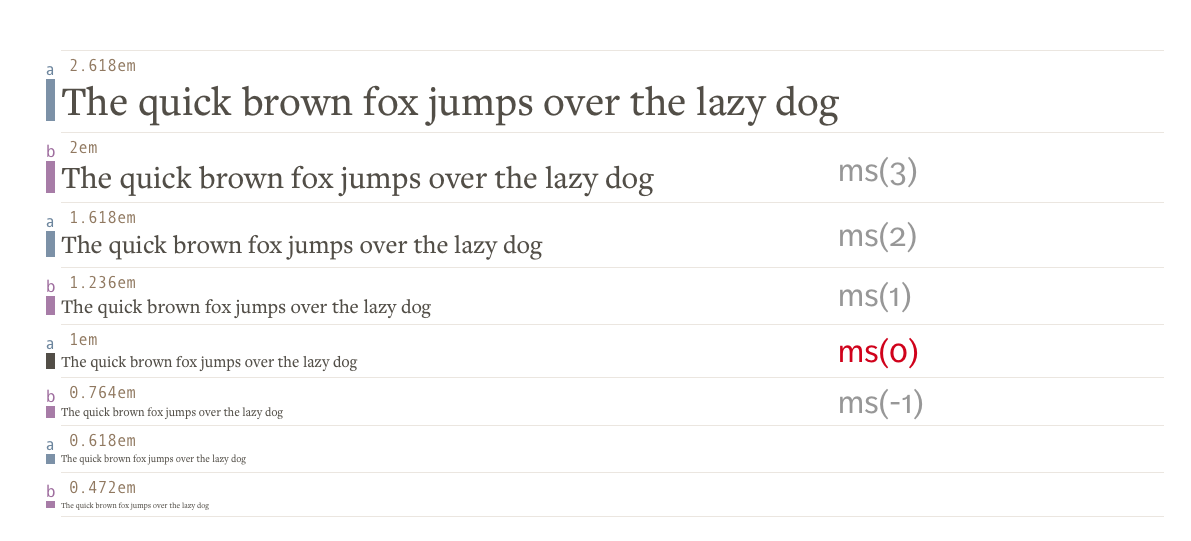 a 2.618em
The quick brown fox jumps over the lazy dog
b 2em
The quick brown fox jumps over the lazy dog ms(3)
a 1.618em
The quick brown fox jumps over the lazy dog ms(2)
b 1.236em
The quick brown fox jumps over the lazy dog ms(1)
a 1em
The quick brown fox jumps over the lazy dog ms(0)
b 0.764em
The quick brown fox jumps over the lazy dog ms(-1)
a 0.618em
The quick brown fox jumps over the lazy dog
b 0.472em
The quick brown fox jumps over the lazy dog